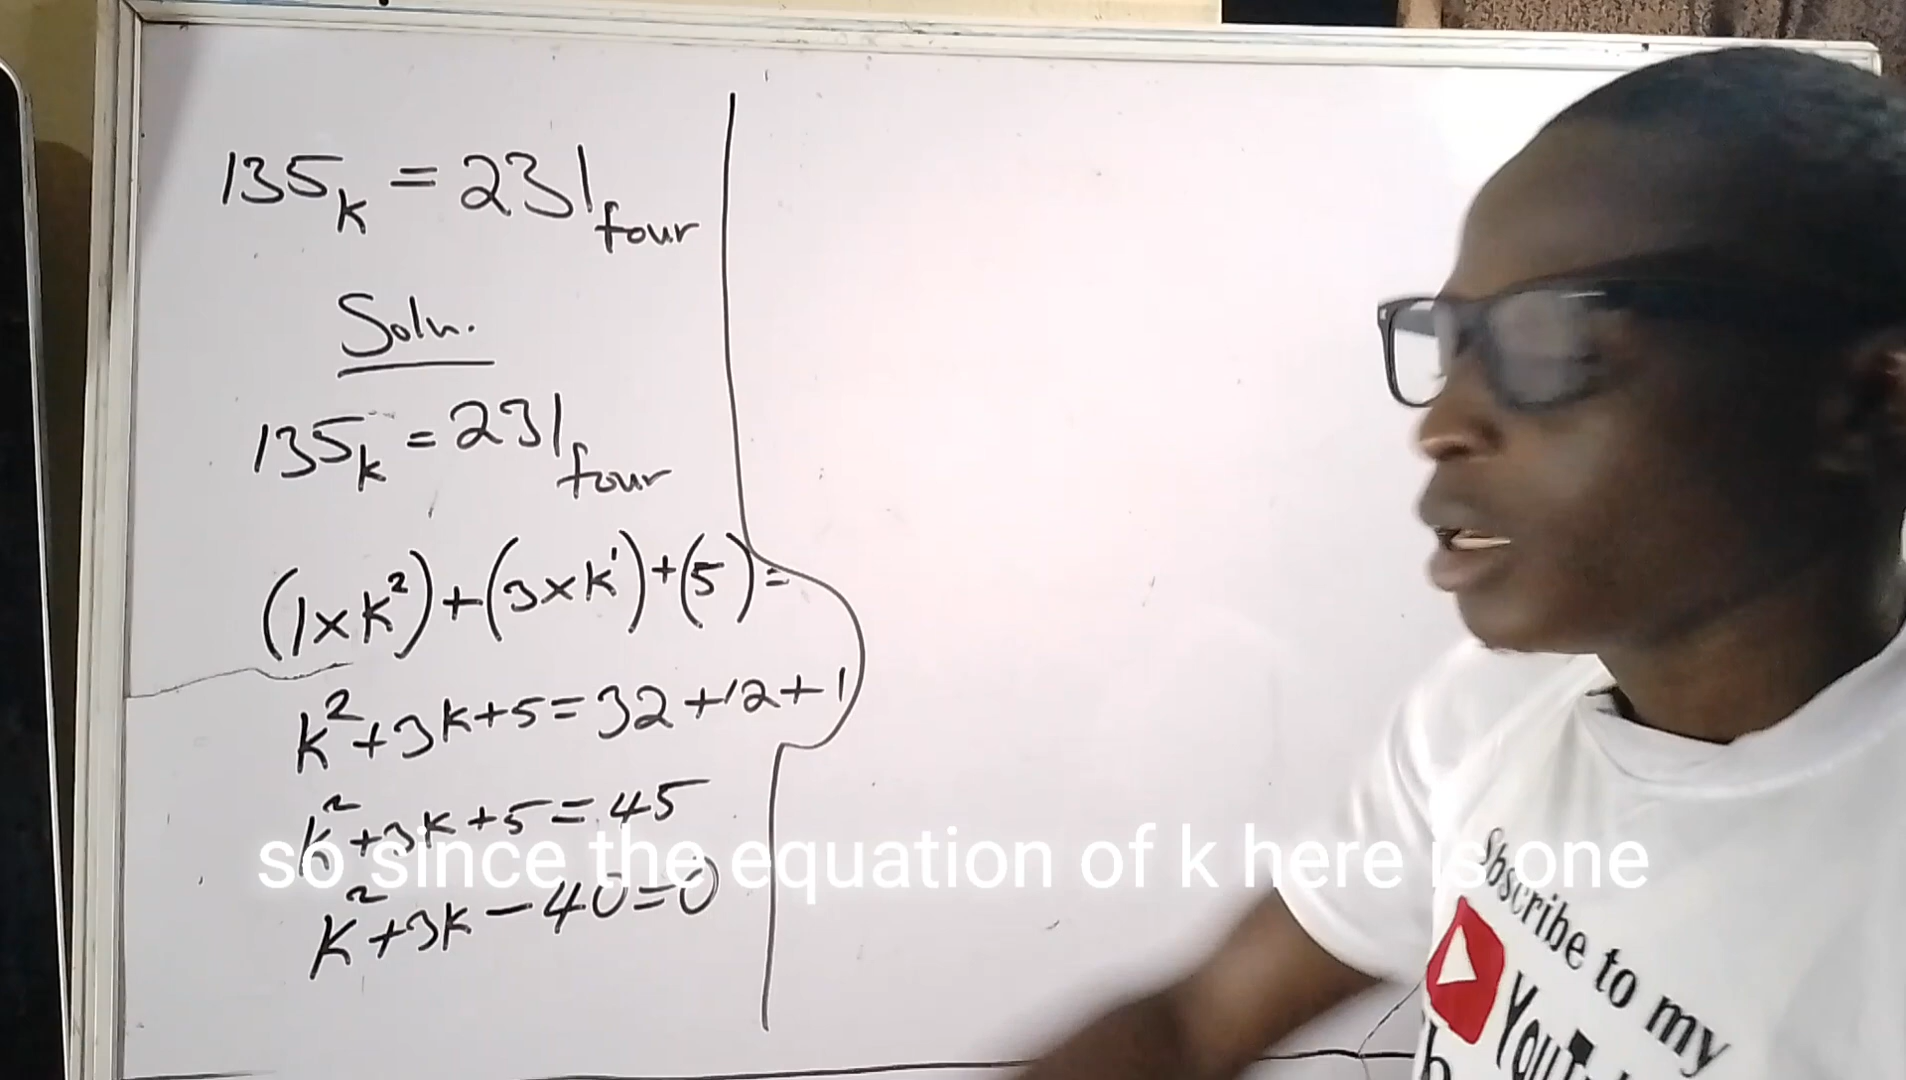 135k = 231four
Soln.
135k = 231four
(1×k²)+(3×k¹)+(5)=
k²+3k+5=32+12+1
k²+3k+5=45
so since the equation of k here is one
k²+3k-40=0
Sbscribe to my